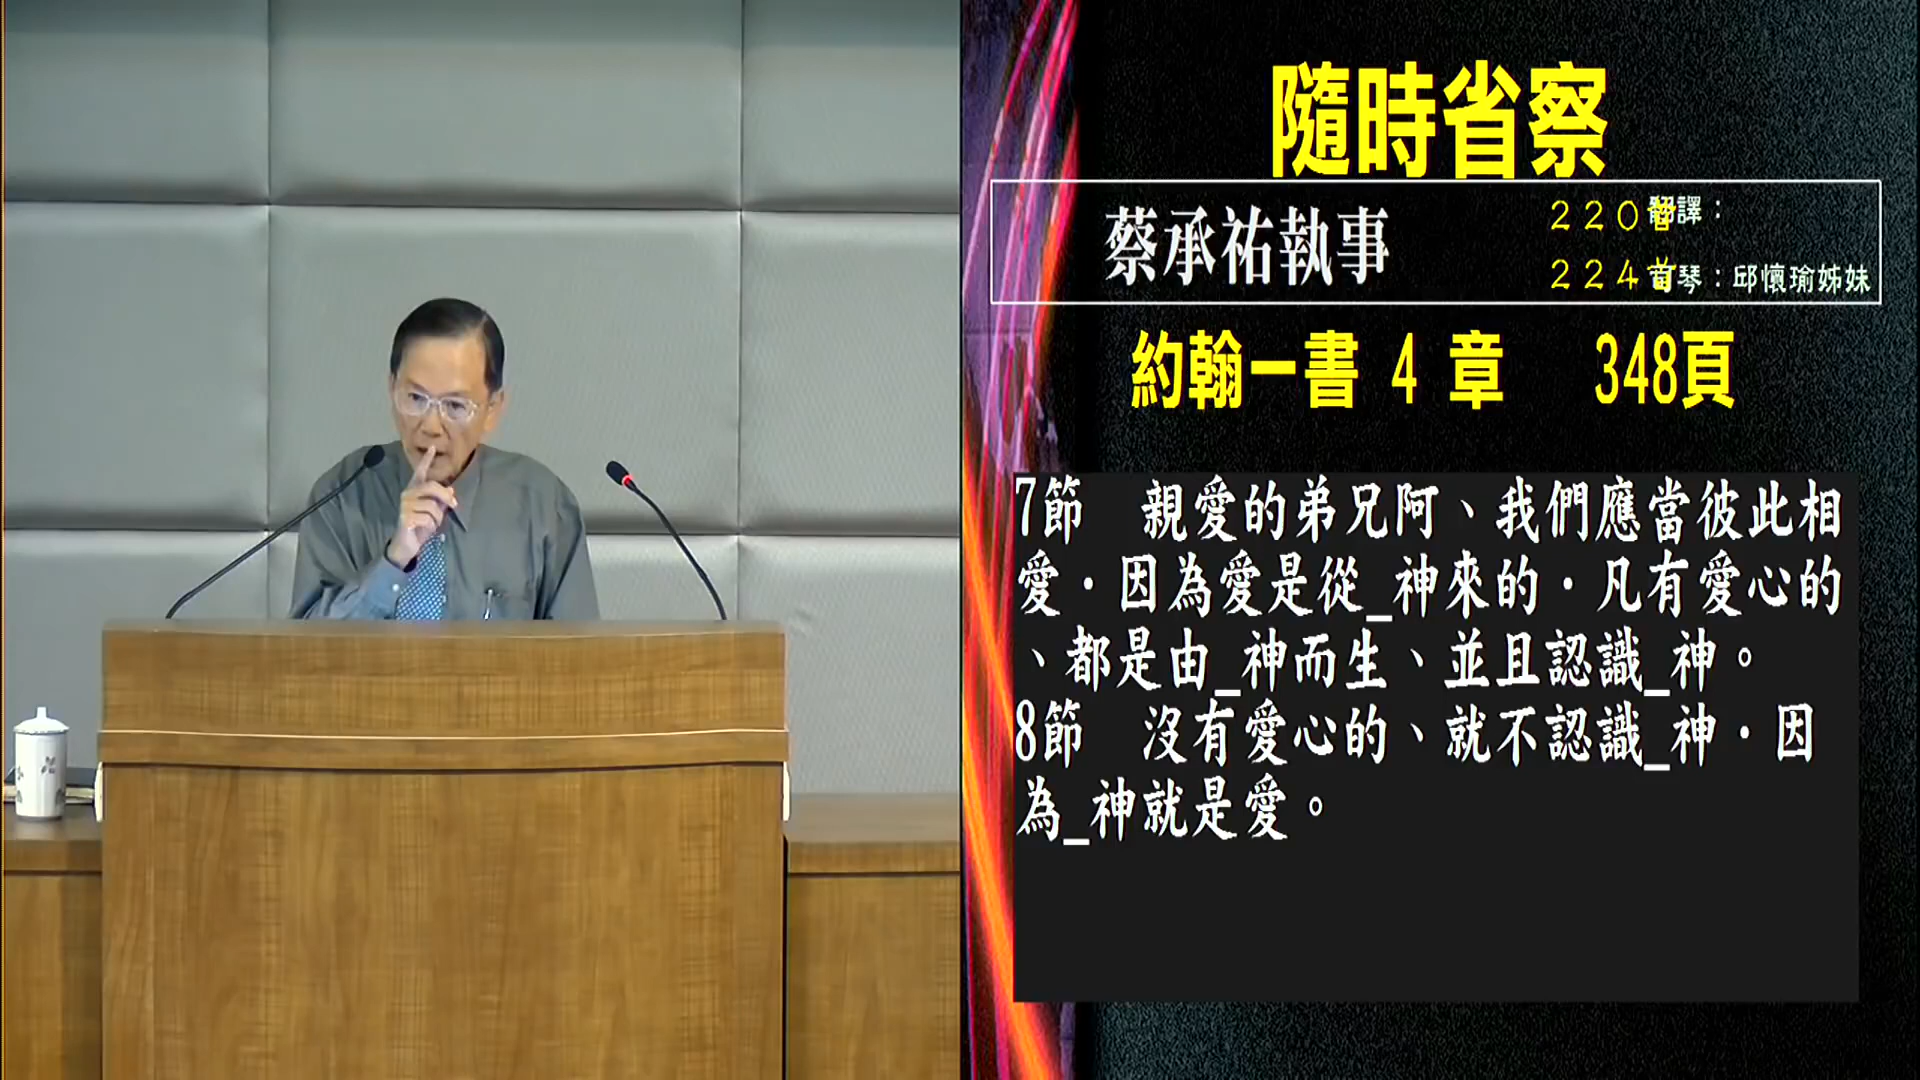 隨時省察
蔡承祐執事
220首 翻譯：
224首 司琴：邱懷瑜姊妹
約翰一書 4 章 348頁
7節 親愛的弟兄阿、我們應當彼此相
愛．因為愛是從_神來的．凡有愛心的
、都是由_神而生、並且認識_神。
8節 沒有愛心的、就不認識_神．因
為_神就是愛。